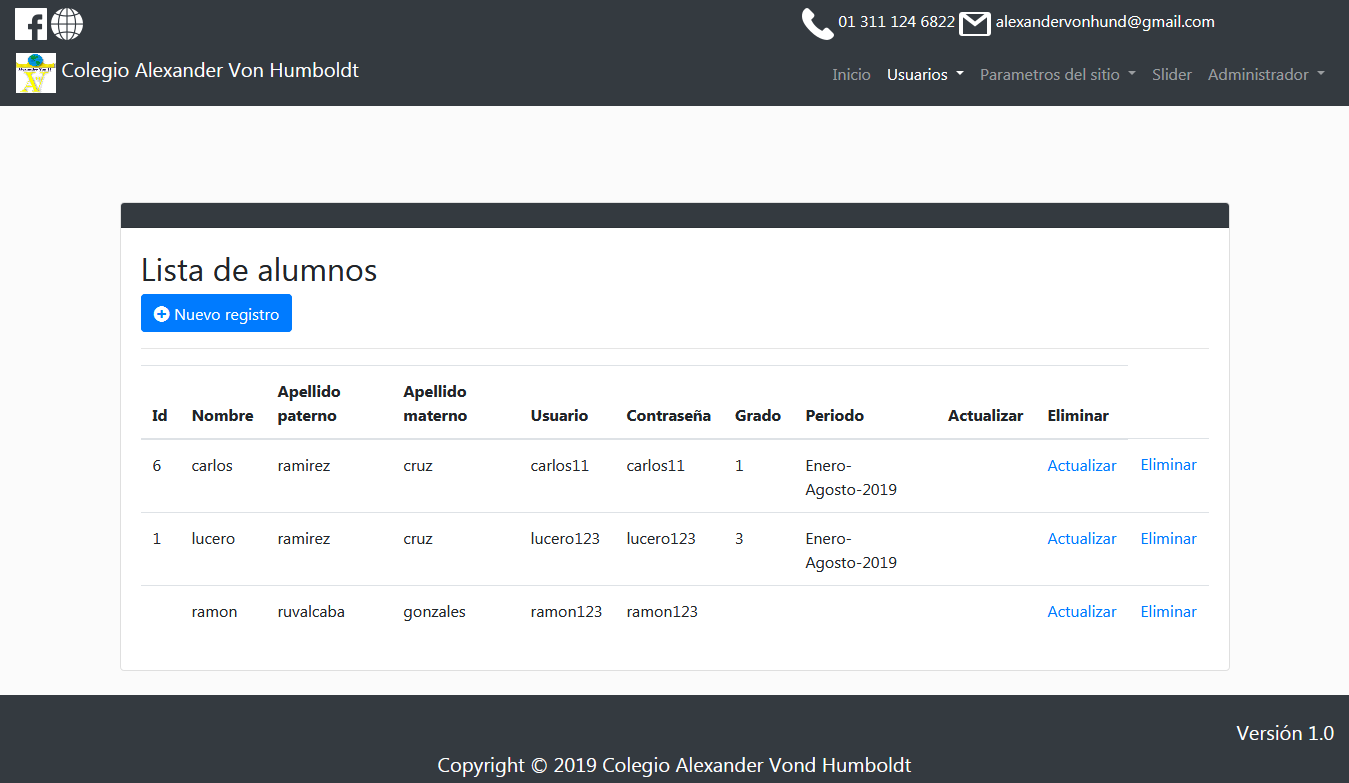 01 311 124 6822 alexandervonhund@gmail.com
Colegio Alexander Von Humboldt
Inicio Usuarios Parametros del sitio Slider Administrador
Lista de alumnos
Nuevo registro
Id Nombre Apellido paterno Apellido materno Usuario Contraseña Grado Periodo Actualizar Eliminar
6 carlos ramirez cruz carlos11 carlos11 1 Enero-Agosto-2019 Actualizar Eliminar
1 lucero ramirez cruz lucero123 lucero123 3 Enero-Agosto-2019 Actualizar Eliminar
ramon ruvalcaba gonzales ramon123 ramon123 Actualizar Eliminar
Versión 1.0
Copyright © 2019 Colegio Alexander Vond Humboldt